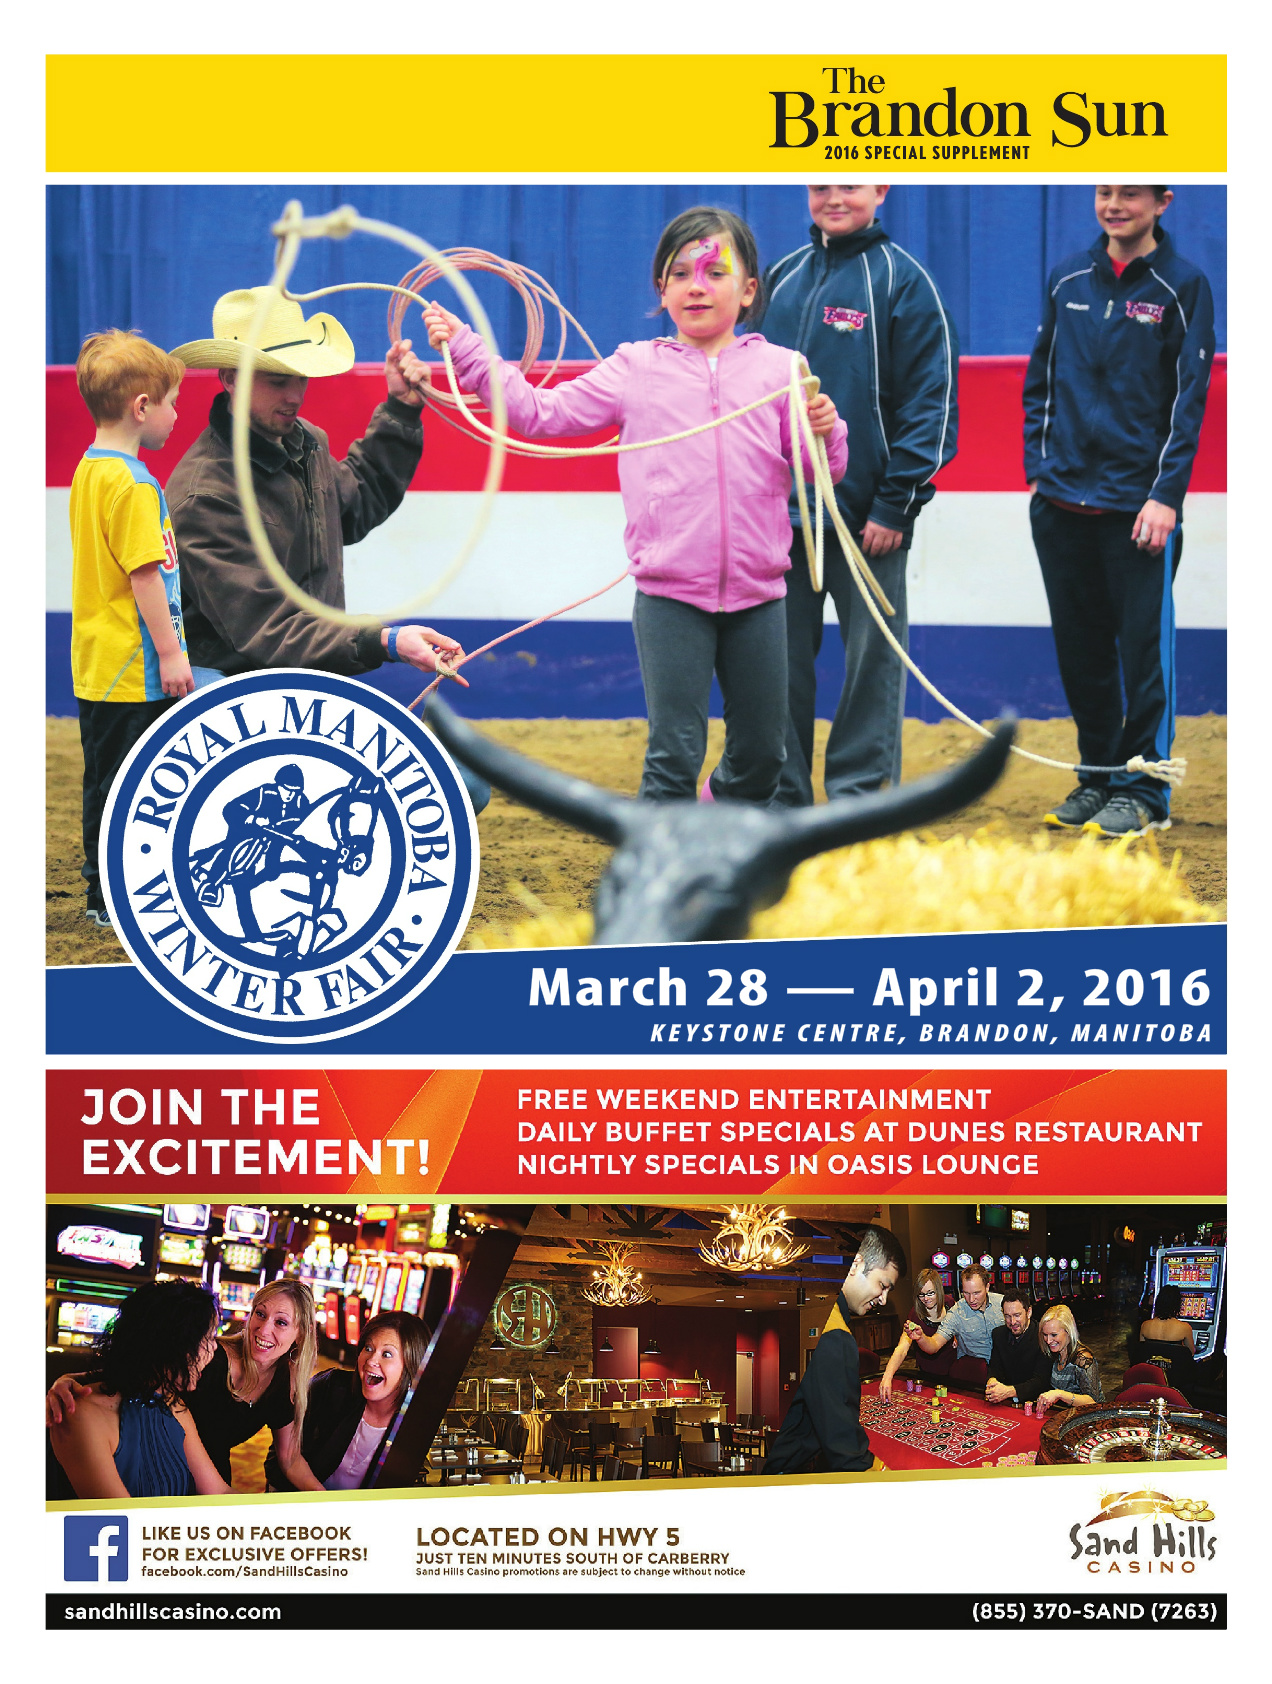 The
Brandon Sun
2016 SPECIAL SUPPLEMENT
ROYAL MANITOBA
WINTER FAIR
March 28 — April 2, 2016
KEYSTONE CENTRE, BRANDON, MANITOBA
JOIN THE
EXCITEMENT!
FREE WEEKEND ENTERTAINMENT
DAILY BUFFET SPECIALS AT DUNES RESTAURANT
NIGHTLY SPECIALS IN OASIS LOUNGE
LIKE US ON FACEBOOK
FOR EXCLUSIVE OFFERS!
facebook.com/SandHillsCasino
LOCATED ON HWY 5
JUST TEN MINUTES SOUTH OF CARBERRY
Sand Hills Casino promotions are subject to change without notice
Sand Hills
CASINO
sandhillscasino.com
(855) 370-SAND (7263)